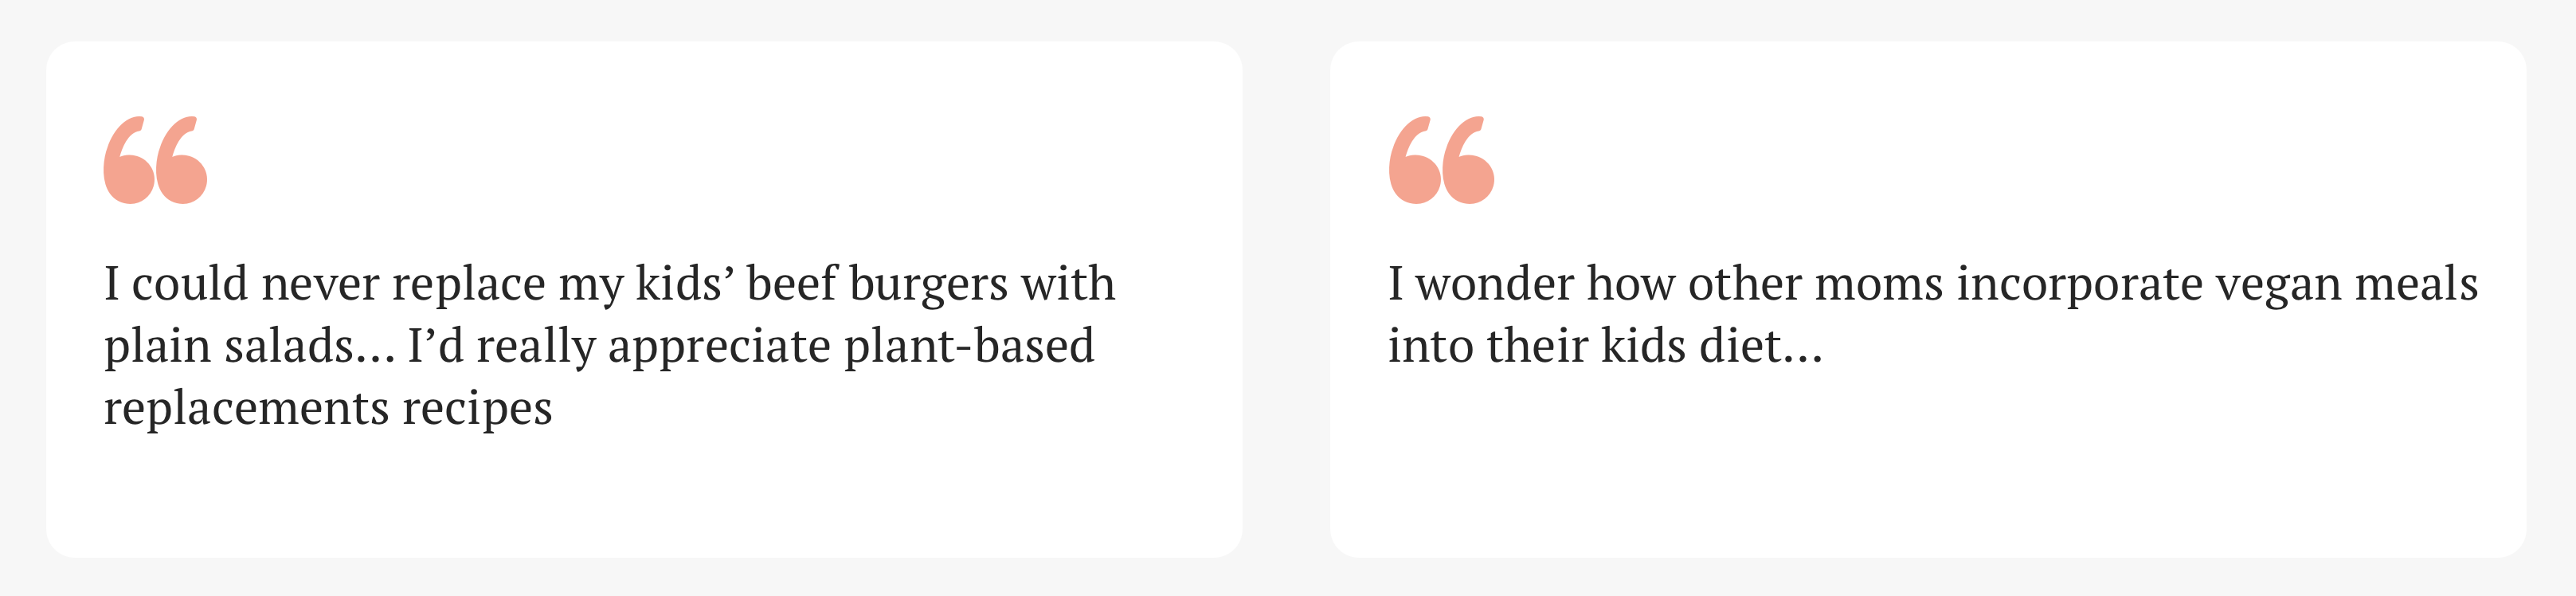 I could never replace my kids’ beef burgers with
plain salads... I’d really appreciate plant-based
replacements recipes
I wonder how other moms incorporate vegan meals
into their kids diet...